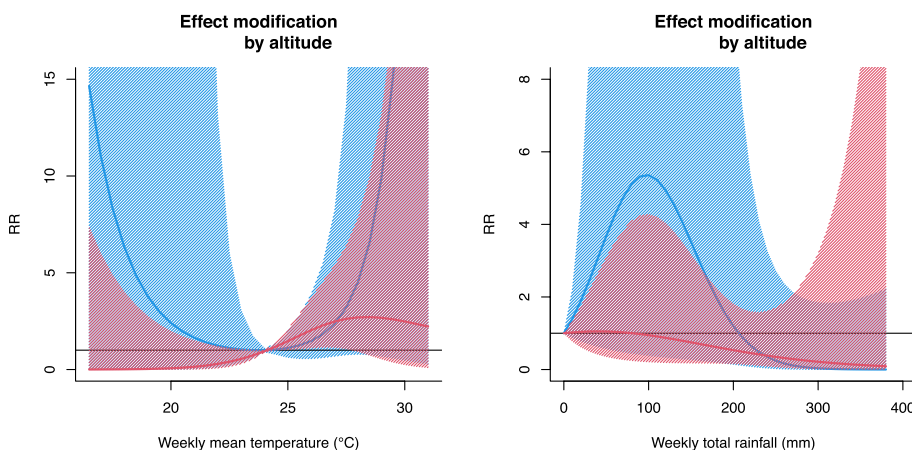 Effect modification
by altitude
RR
15
10
5
0
20
25
30
Weekly mean temperature (°C)
Effect modification
by altitude
RR
8
6
4
2
0
0
100
200
300
400
Weekly total rainfall (mm)